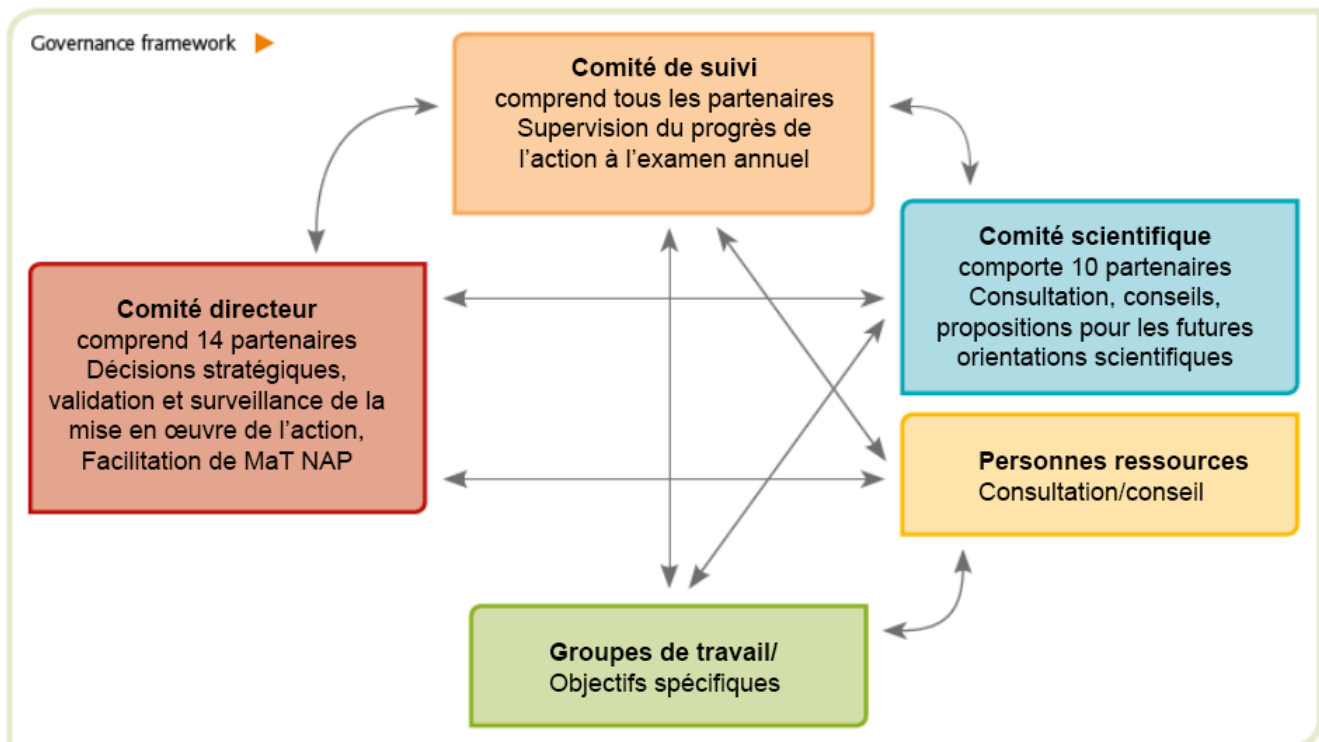 Governance framework
Comité de suivi
comprend tous les partenaires
Supervision du progrès de
l’action à l’examen annuel
Comité directeur
comprend 14 partenaires
Décisions stratégiques,
validation et surveillance de la
mise en œuvre de l’action,
Facilitation de MaT NAP
Comité scientifique
comporte 10 partenaires
Consultation, conseils,
propositions pour les futures
orientations scientifiques
Personnes ressources
Consultation/conseil
Groupes de travail/
Objectifs spécifiques